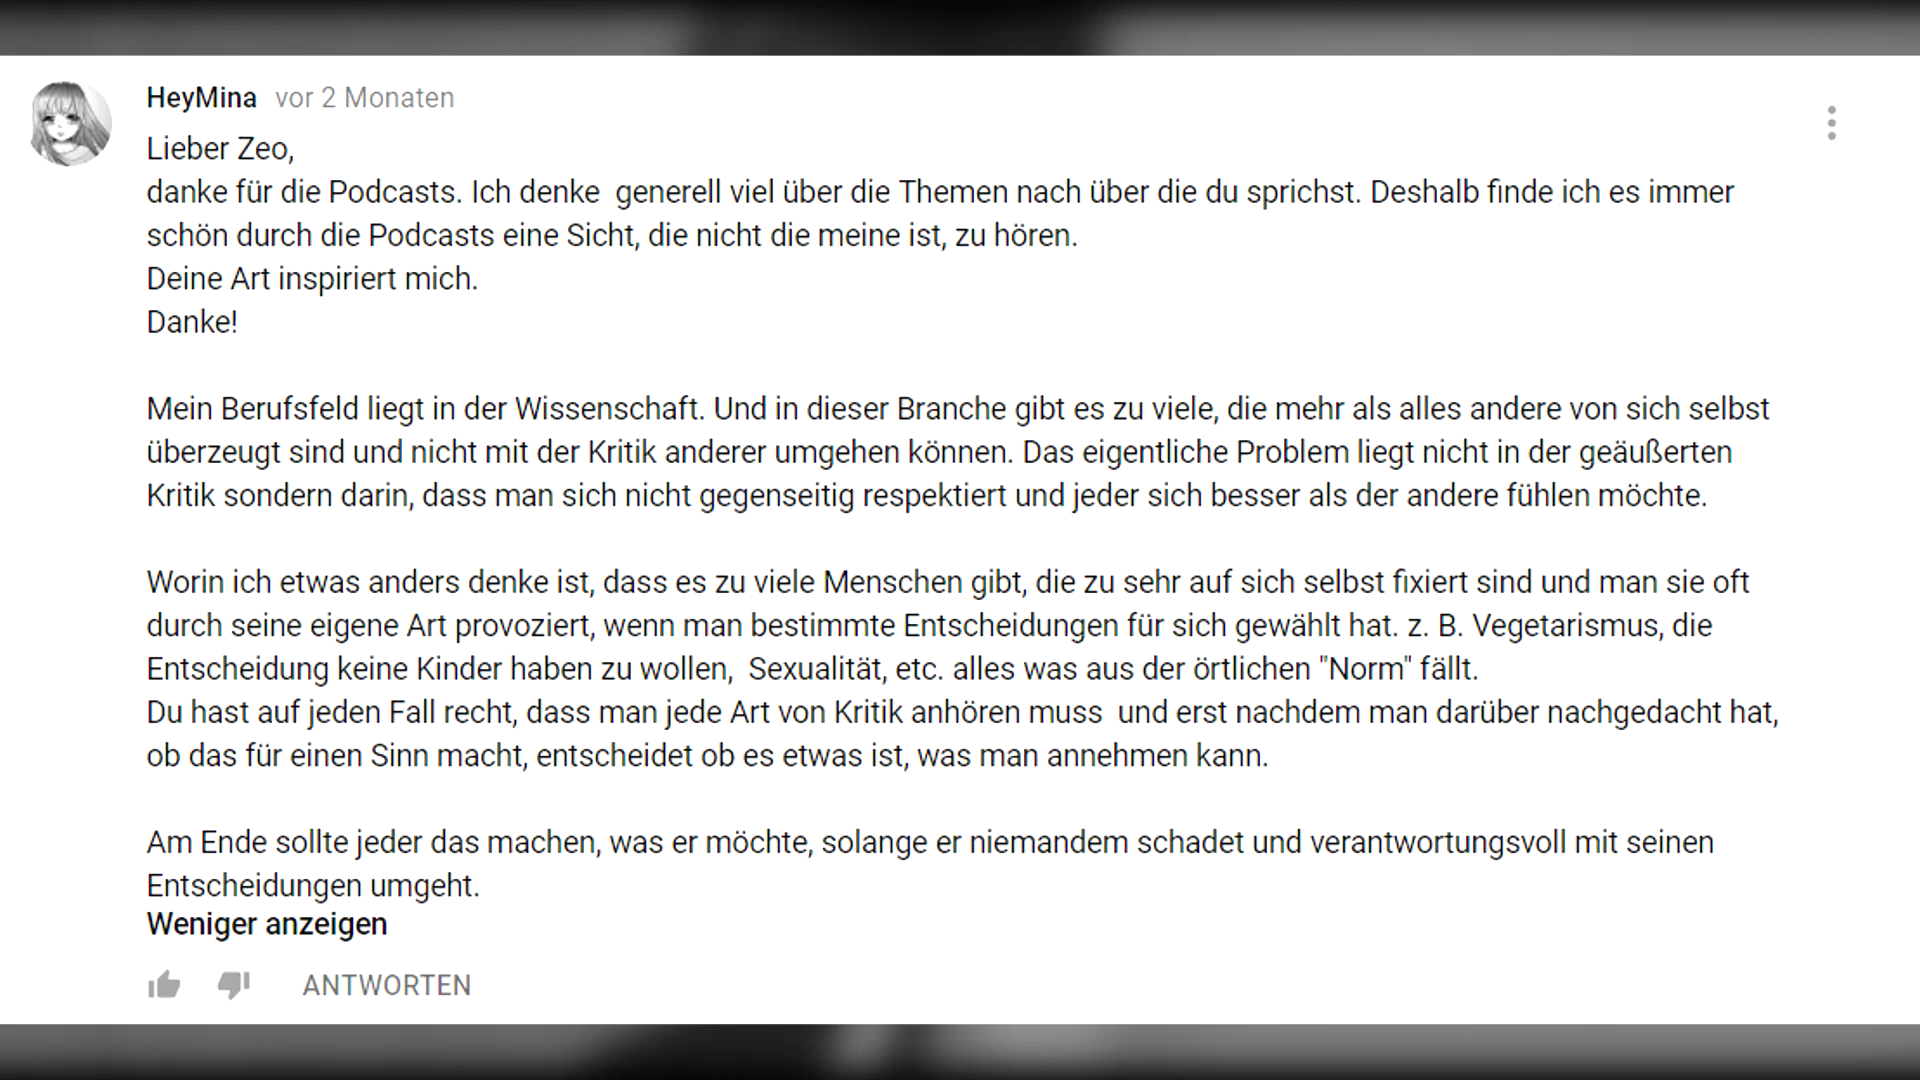 HeyMina vor 2 Monaten
Lieber Zeo,
danke für die Podcasts. Ich denke  generell viel über die Themen nach über die du sprichst. Deshalb finde ich es immer
schön durch die Podcasts eine Sicht, die nicht die meine ist, zu hören.
Deine Art inspiriert mich.
Danke!
Mein Berufsfeld liegt in der Wissenschaft. Und in dieser Branche gibt es zu viele, die mehr als alles andere von sich selbst
überzeugt sind und nicht mit der Kritik anderer umgehen können. Das eigentliche Problem liegt nicht in der geäußerten
Kritik sondern darin, dass man sich nicht gegenseitig respektiert und jeder sich besser als der andere fühlen möchte.
Worin ich etwas anders denke ist, dass es zu viele Menschen gibt, die zu sehr auf sich selbst fixiert sind und man sie oft
durch seine eigene Art provoziert, wenn man bestimmte Entscheidungen für sich gewählt hat. z. B. Vegetarismus, die
Entscheidung keine Kinder haben zu wollen,  Sexualität, etc. alles was aus der örtlichen "Norm" fällt.
Du hast auf jeden Fall recht, dass man jede Art von Kritik anhören muss  und erst nachdem man darüber nachgedacht hat,
ob das für einen Sinn macht, entscheidet ob es etwas ist, was man annehmen kann.
Am Ende sollte jeder das machen, was er möchte, solange er niemandem schadet und verantwortungsvoll mit seinen
Entscheidungen umgeht.
Weniger anzeigen
ANTWORTEN